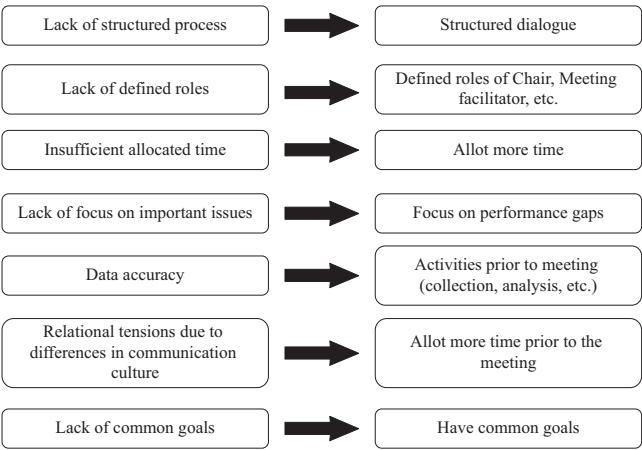 Lack of structured process
Structured dialogue
Lack of defined roles
Defined roles of Chair, Meeting
facilitator, etc.
Insufficient allocated time
Allot more time
Lack of focus on important issues
Focus on performance gaps
Data accuracy
Activities prior to meeting
(collection, analysis, etc.)
Relational tensions due to
differences in communication
culture
Allot more time prior to the
meeting
Lack of common goals
Have common goals